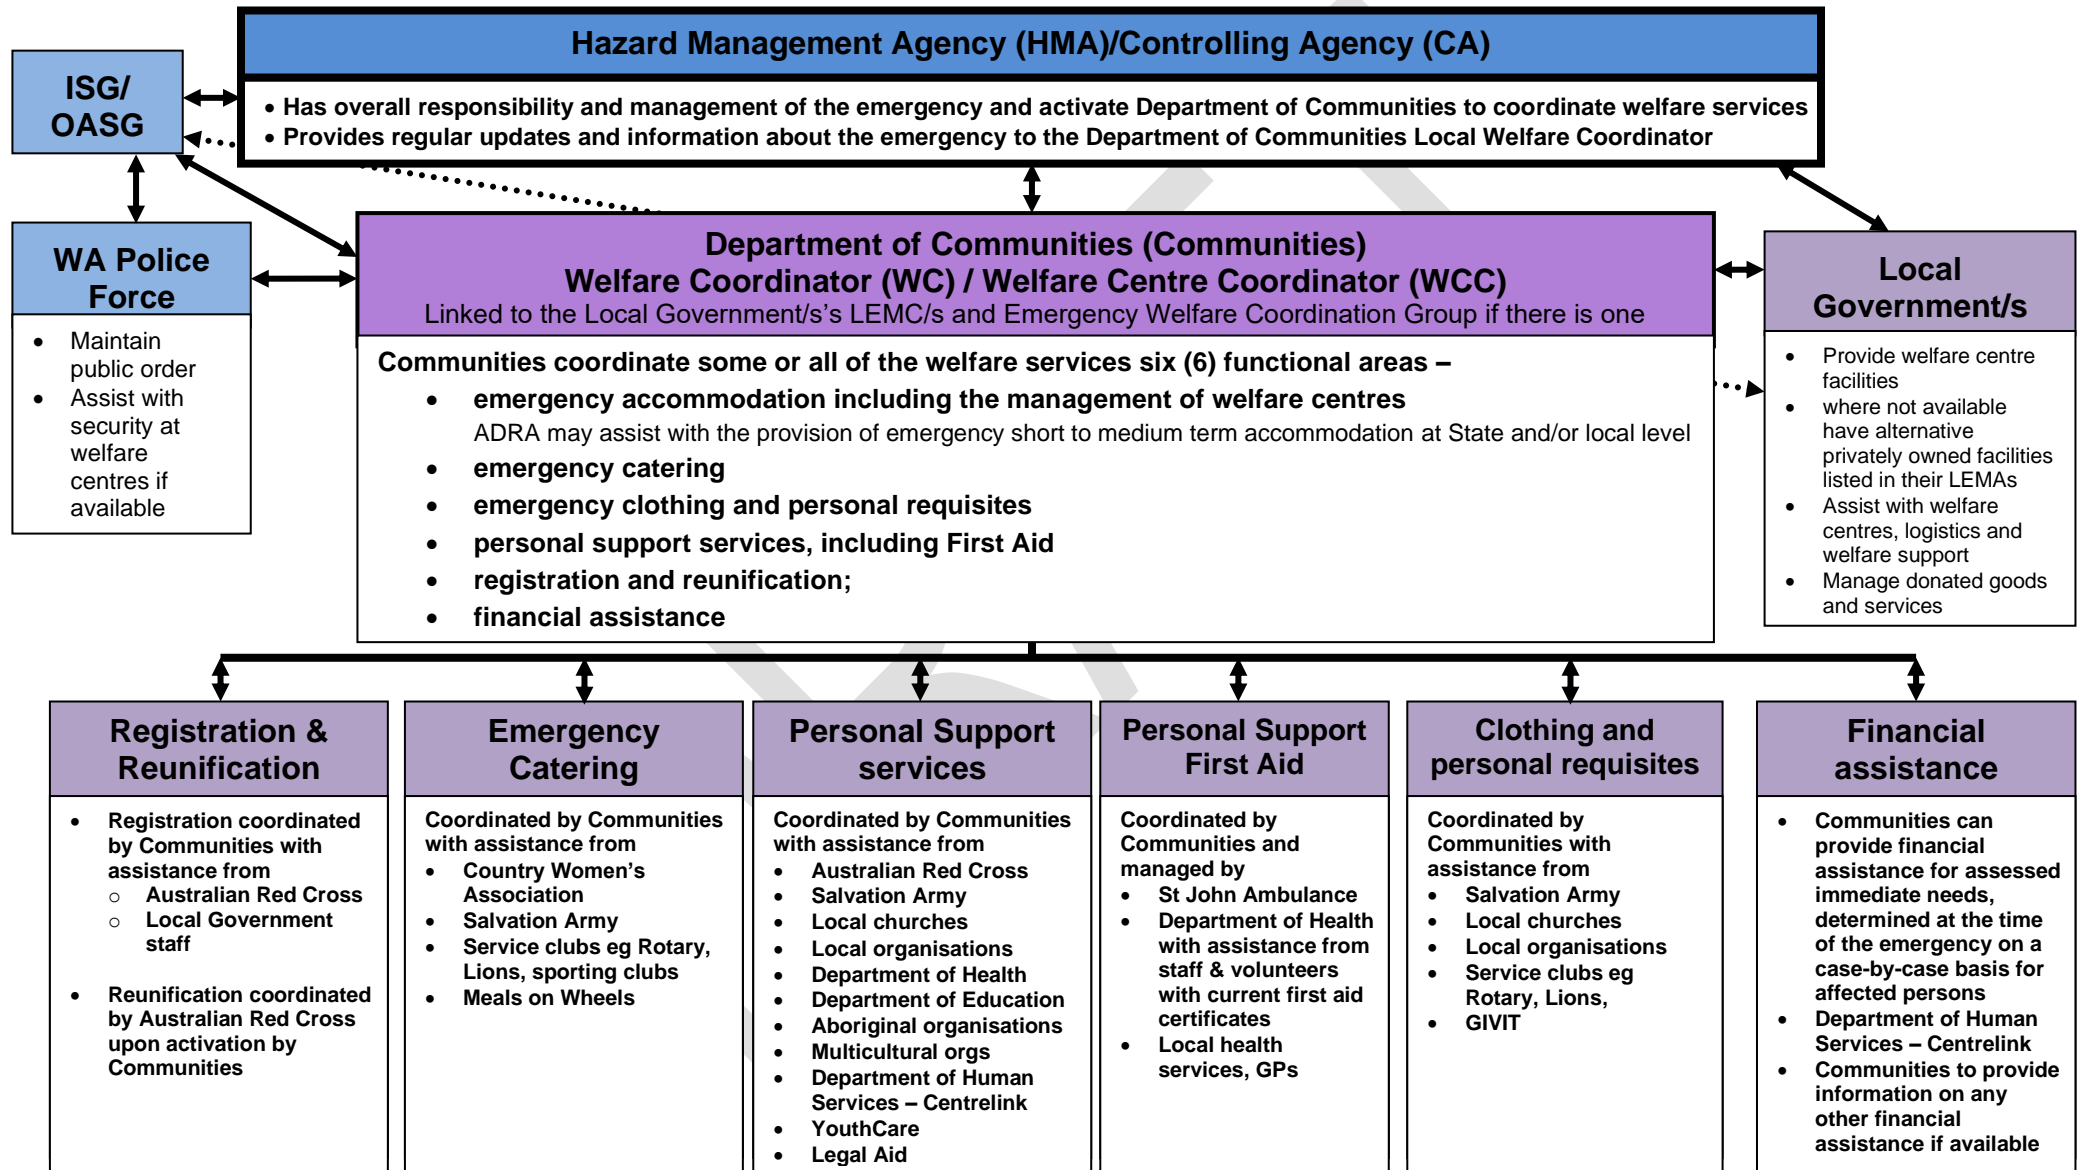 Hazard Management Agency (HMA)/Controlling Agency (CA)
• Has overall responsibility and management of the emergency and activate Department of Communities to coordinate welfare services
• Provides regular updates and information about the emergency to the Department of Communities Local Welfare Coordinator
ISG/
OASG
WA Police
Force
• Maintain
public order
• Assist with
security at
welfare
centres if
available
Department of Communities (Communities)
Welfare Coordinator (WC) / Welfare Centre Coordinator (WCC)
Linked to the Local Government/s's LEMC/s and Emergency Welfare Coordination Group if there is one
Communities coordinate some or all of the welfare services six (6) functional areas –
• emergency accommodation including the management of welfare centres
ADRA may assist with the provision of emergency short to medium term accommodation at State and/or local level
• emergency catering
• emergency clothing and personal requisites
• personal support services, including First Aid
• registration and reunification;
• financial assistance
Local
Government/s
• Provide welfare centre
facilities
• where not available
have alternative
privately owned facilities
listed in their LEMAs
• Assist with welfare
centres, logistics and
welfare support
• Manage donated goods
and services
Registration &
Reunification
• Registration coordinated
by Communities with
assistance from
○ Australian Red Cross
○ Local Government
staff
• Reunification coordinated
by Australian Red Cross
upon activation by
Communities
Emergency
Catering
Coordinated by Communities
with assistance from
• Country Women’s
Association
• Salvation Army
• Service clubs eg Rotary,
Lions, sporting clubs
• Meals on Wheels
Personal Support
services
Coordinated by Communities
with assistance from
• Australian Red Cross
• Salvation Army
• Local churches
• Local organisations
• Department of Health
• Department of Education
• Aboriginal organisations
• Multicultural orgs
• Department of Human
Services – Centrelink
• YouthCare
• Legal Aid
Personal Support
First Aid
Coordinated by
Communities and
managed by
• St John Ambulance
• Department of Health
with assistance from
staff & volunteers
with current first aid
certificates
• Local health
services, GPs
Clothing and
personal requisites
Coordinated by
Communities with
assistance from
• Salvation Army
• Local churches
• Local organisations
• Service clubs eg
Rotary, Lions,
• GIVIT
Financial
assistance
• Communities can
provide financial
assistance for assessed
immediate needs,
determined at the time
of the emergency on a
case-by-case basis for
affected persons
• Department of Human
Services – Centrelink
• Communities to provide
information on any
other financial
assistance if available